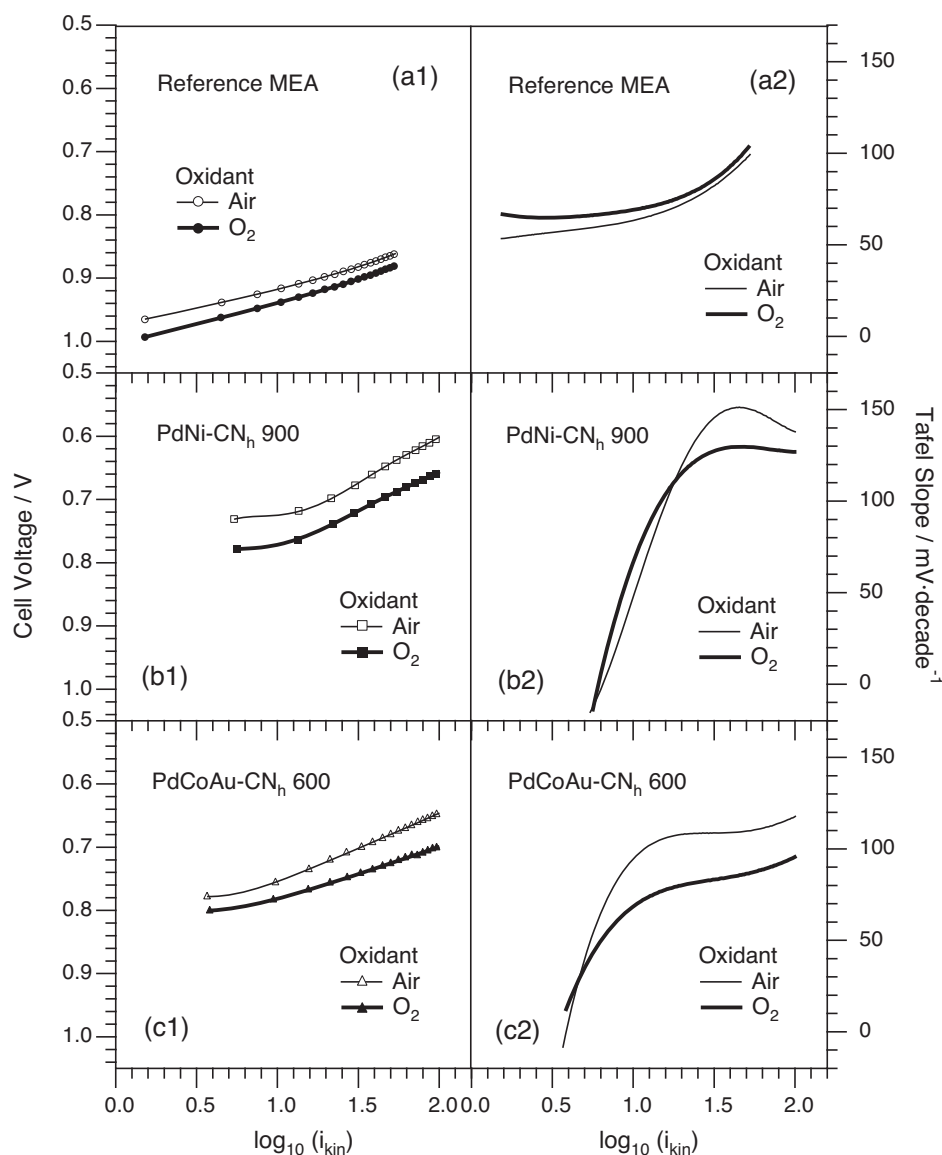 0.5
0.6
0.7
0.8
0.9
1.0
0.5
Reference MEA
(a1)
Oxidant
Air
O₂
Reference MEA
(a2)
Oxidant
Air
O₂
150
100
50
0
0.6
0.7
0.8
0.9
1.0
0.5
PdNi-CNₕ 900
Oxidant
Air
O₂
(b1)
PdNi-CNₕ 900
Oxidant
Air
O₂
(b2)
150
100
50
0
0.6
0.7
0.8
0.9
1.0
PdCoAu-CNₕ 600
Oxidant
Air
O₂
(c1)
PdCoAu-CNₕ 600
Oxidant
Air
O₂
(c2)
150
100
50
0
Cell Voltage / V
Tafel Slope / mV·decade⁻¹
0.0 0.5 1.0 1.5 2.0 0.0 0.5 1.0 1.5 2.0
log₁₀ (iₖᵢₙ) log₁₀ (iₖᵢₙ)